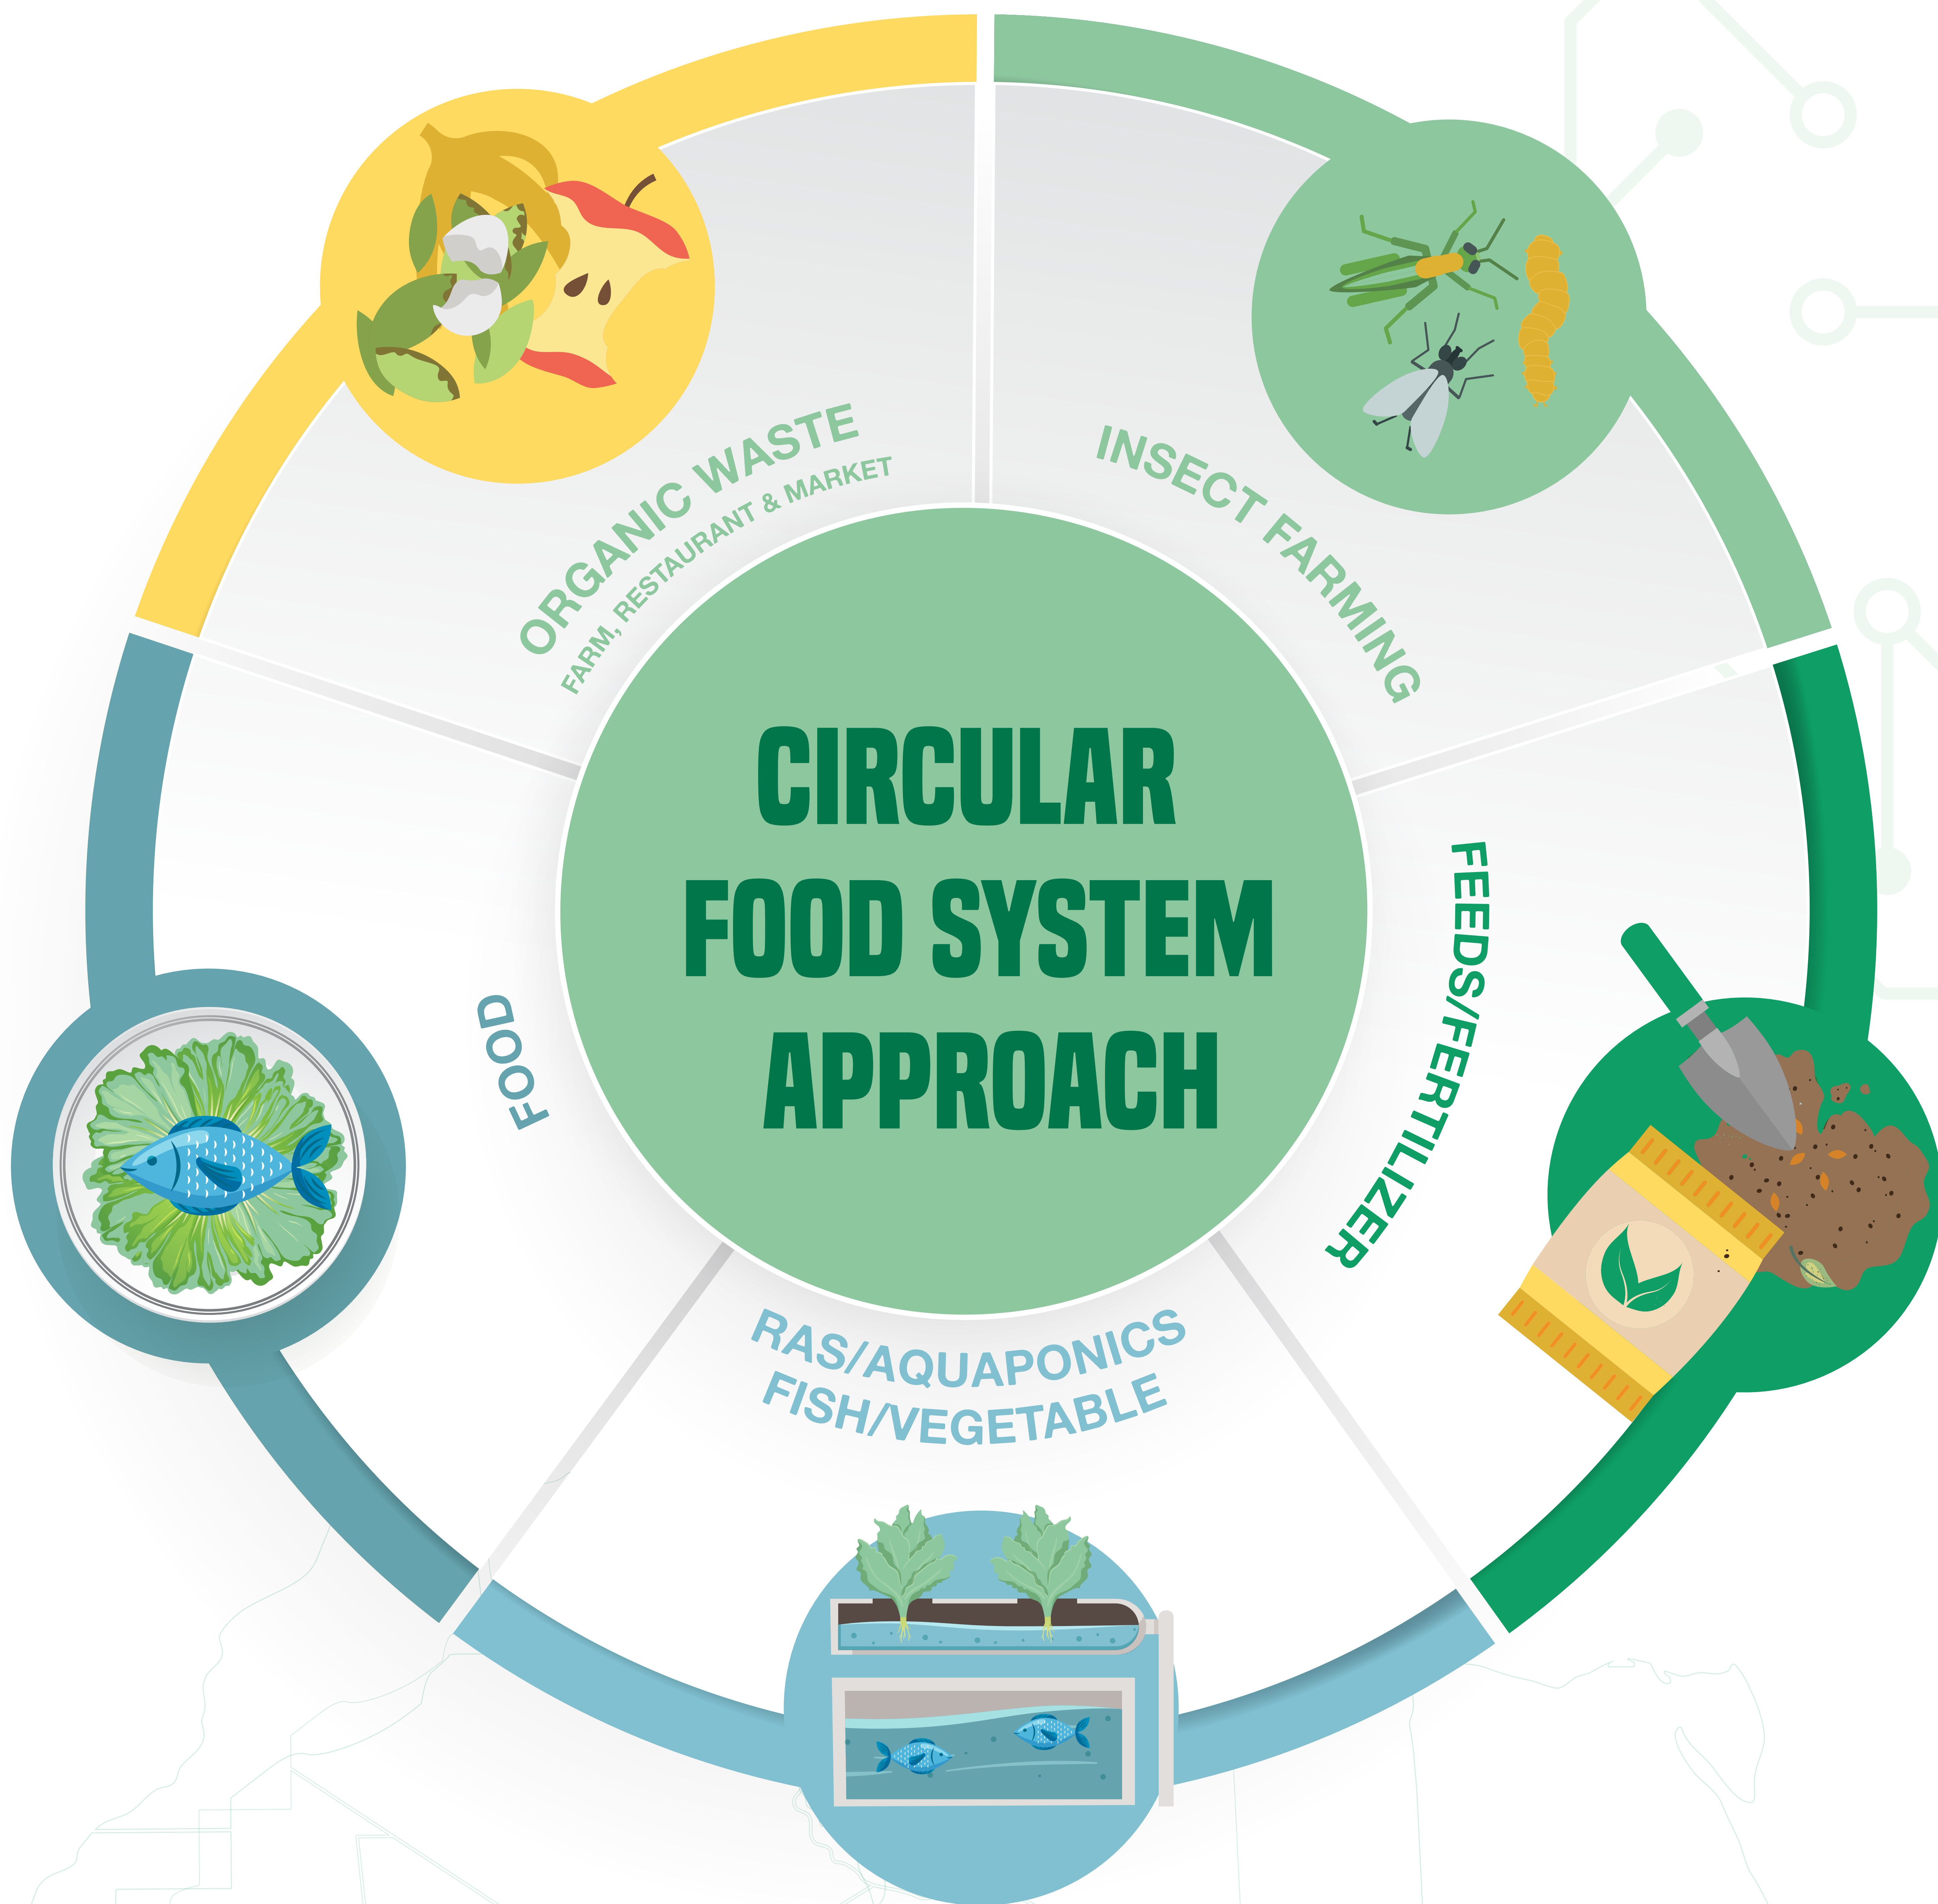 ORGANIC WASTE
FARM, RESTAURANT & MARKET
INSECT FARMING
CIRCULAR
FOOD SYSTEM
APPROACH
FEEDS/FERTILIZER
FOOD
RAS/AQUAPONICS
FISH/VEGETABLE